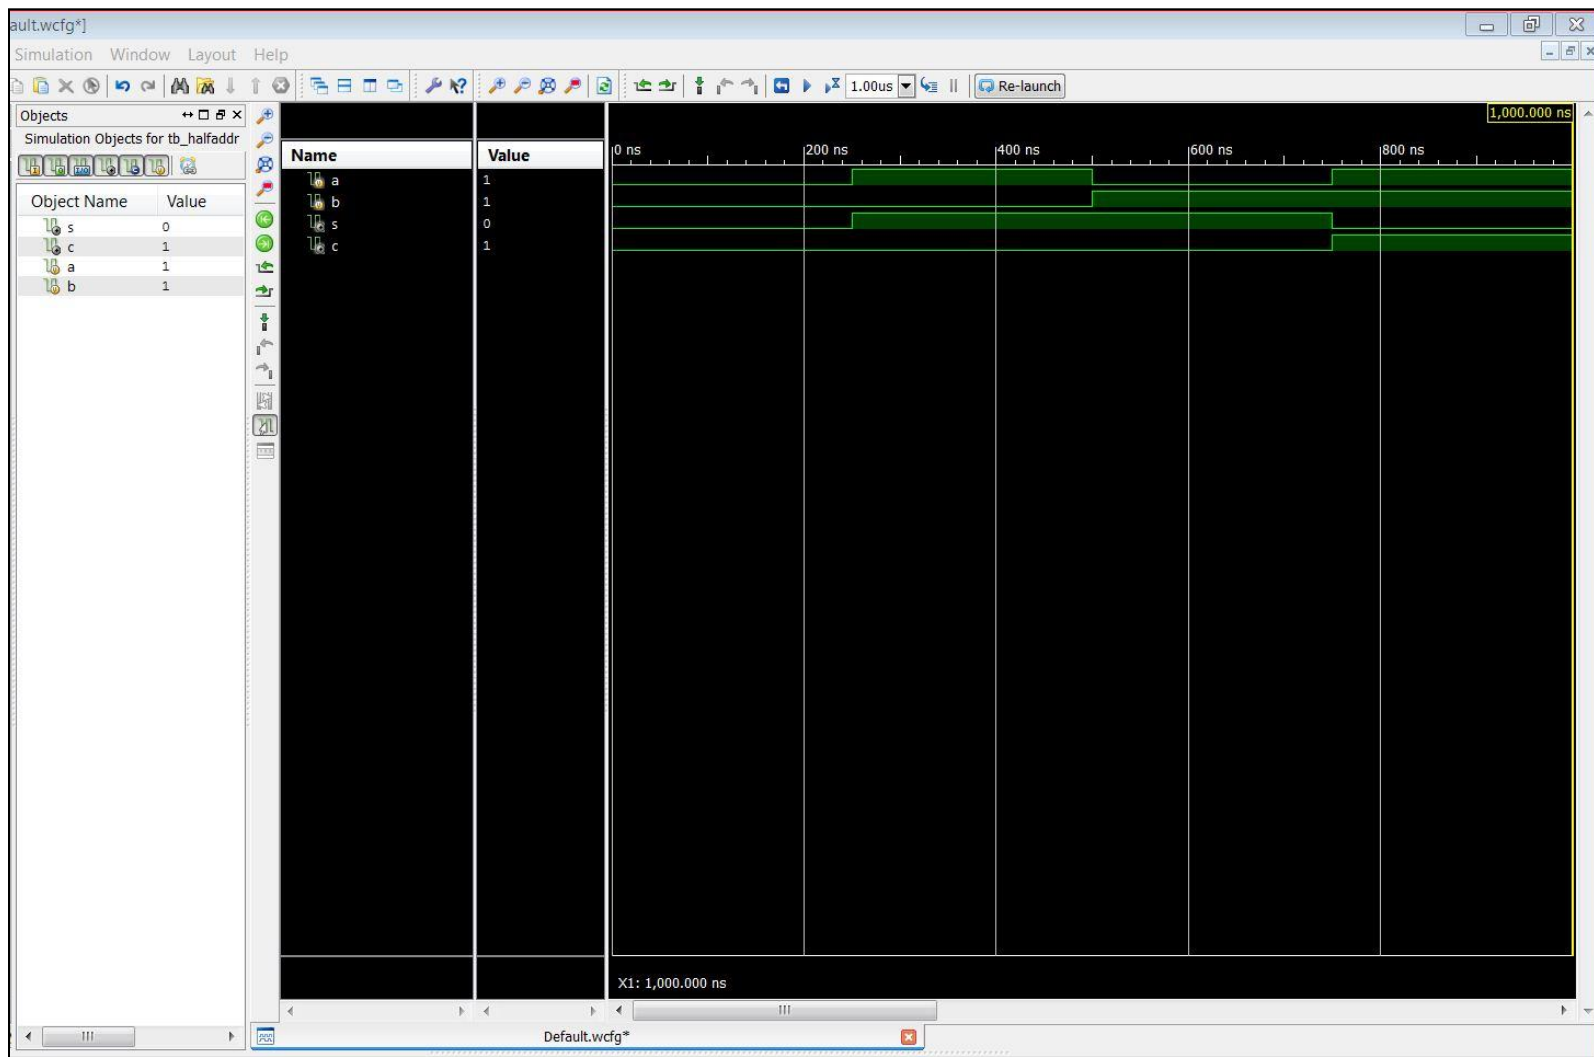 ault.wcfg*]
Simulation Window Layout Help
1.00us Re-launch
Objects
Simulation Objects for tb_halfaddr
Object Name Value
s 0
c 1
a 1
b 1
Name Value
a 1
b 1
s 0
c 1
1,000.000 ns
0 ns 200 ns 400 ns 600 ns 800 ns
X1: 1,000.000 ns
Default.wcfg*